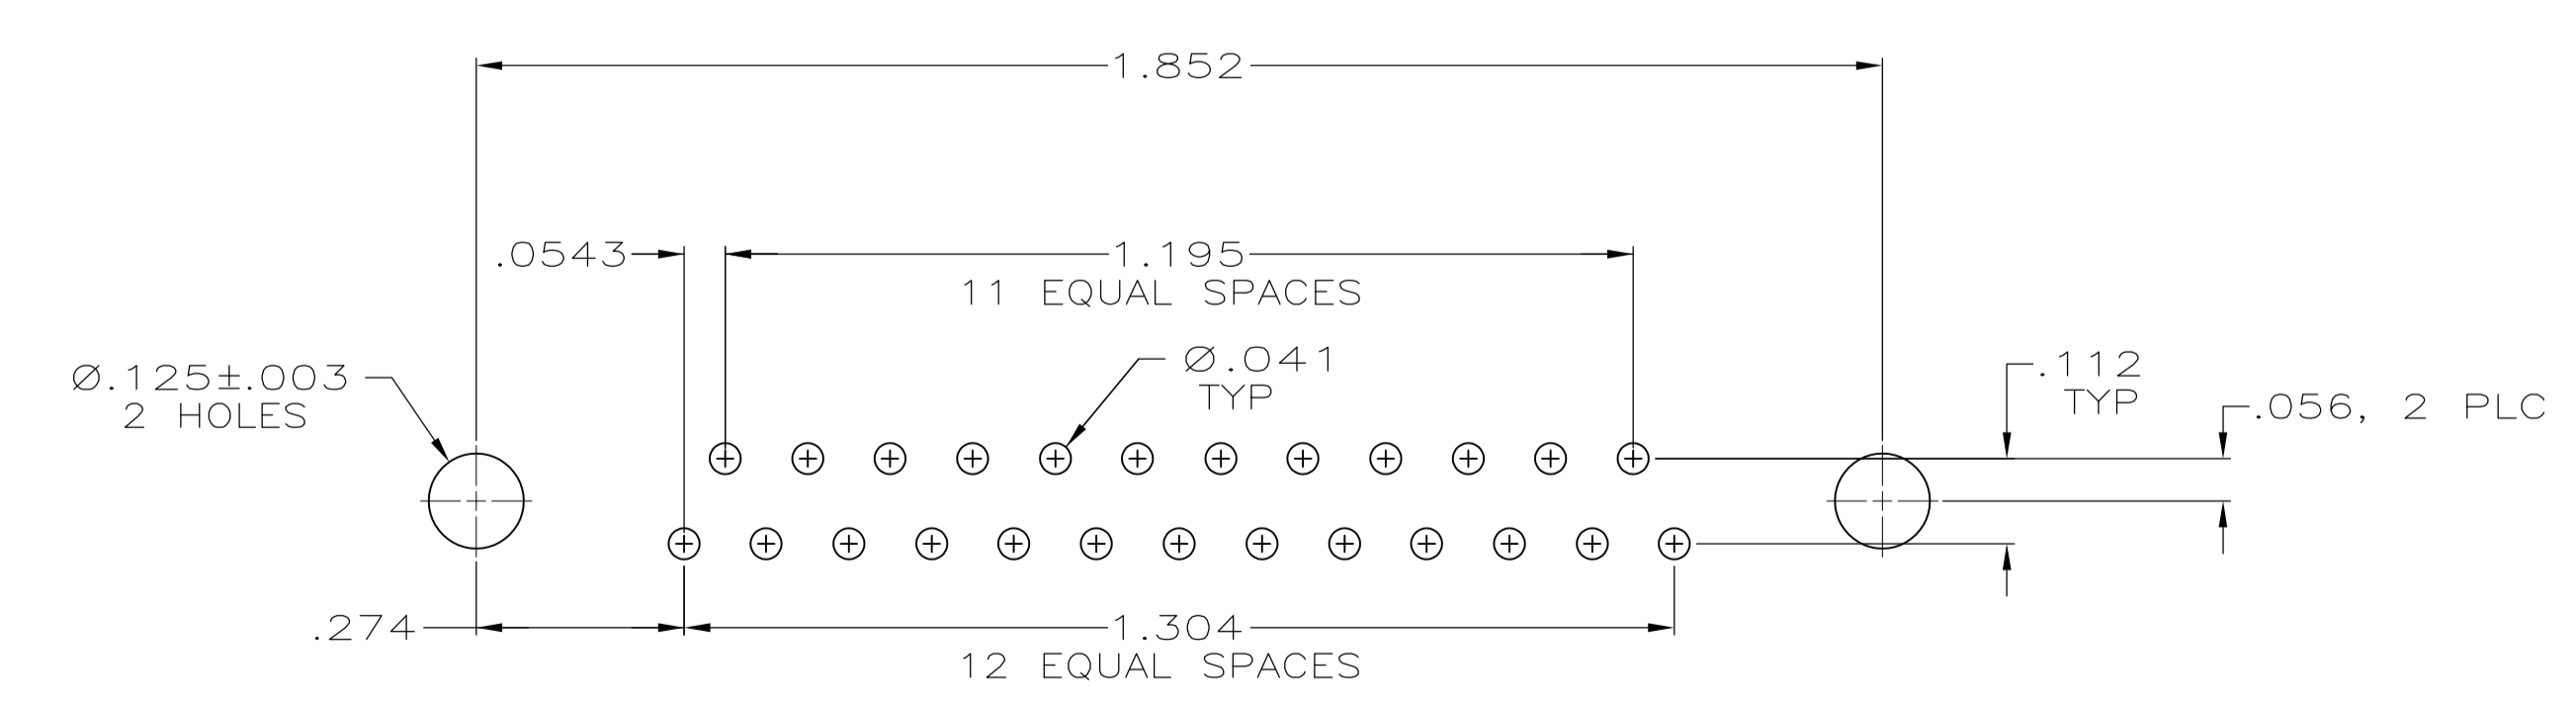 1.852
.0543
1.195
11 EQUAL SPACES
Ø.041
TYP
Ø.125±.003
2 HOLES
.112
TYP
.056, 2 PLC
.274
1.304
12 EQUAL SPACES